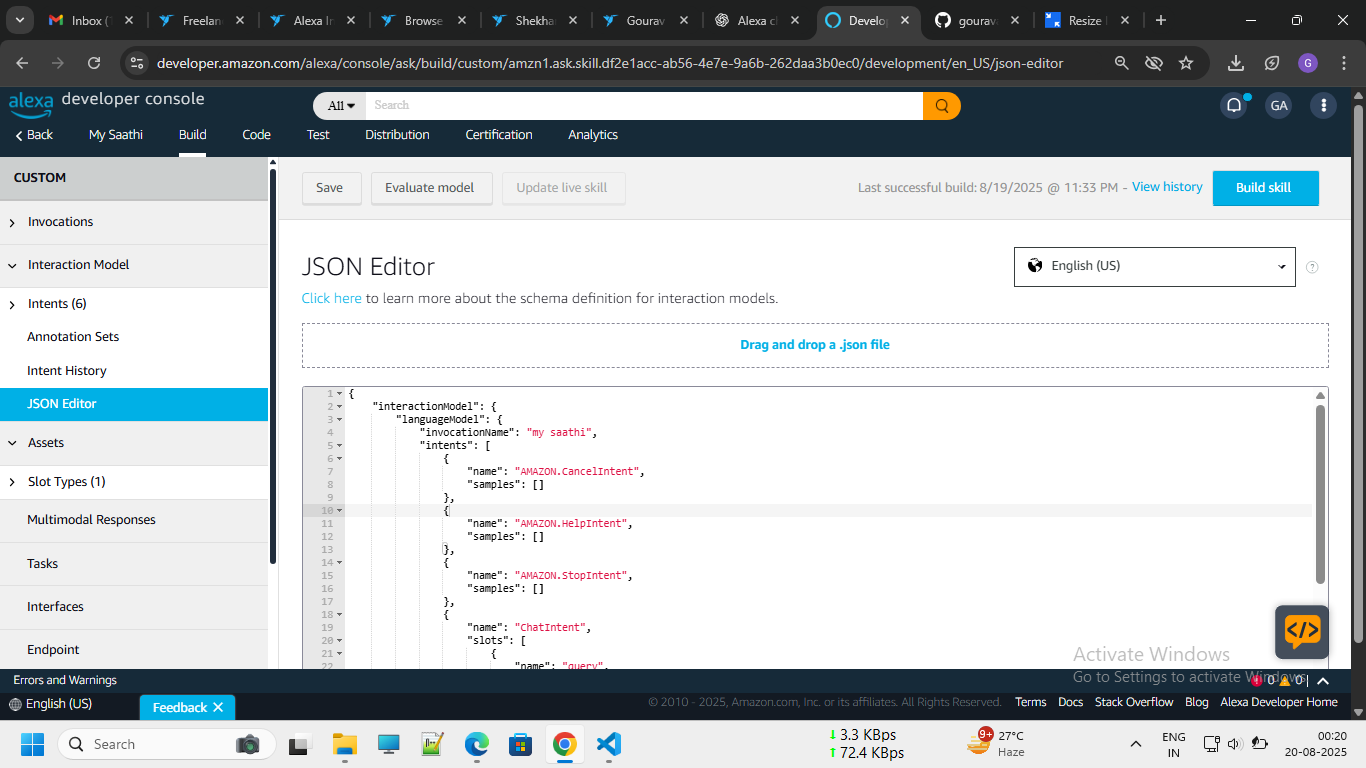 Inbox (
Freelan
Alexa I
Browse
Shekha
Gourav
Alexa cl
Develo
gourav
Resize
developer.amazon.com/alexa/console/ask/build/custom/amzn1.ask.skill.df2e1acc-ab56-4e7e-9a6b-262daa3b0ec0/development/en_US/json-editor
G
alexa developer console
All
Search
GA
Back
My Saathi
Build
Code
Test
Distribution
Certification
Analytics
CUSTOM
Invocations
Interaction Model
Intents (6)
Annotation Sets
Intent History
JSON Editor
Assets
Slot Types (1)
Multimodal Responses
Tasks
Interfaces
Endpoint
Save
Evaluate model
Update live skill
Last successful build: 8/19/2025 @ 11:33 PM - View history
Build skill
JSON Editor
English (US)
?
Click here to learn more about the schema definition for interaction models.
Drag and drop a .json file
1 {
2 "interactionModel": {
3 "languageModel": {
4 "invocationName": "my saathi",
5 "intents": [
6 {
7 "name": "AMAZON.CancelIntent",
8 "samples": []
9 },
10 {
11 "name": "AMAZON.HelpIntent",
12 "samples": []
13 },
14 {
15 "name": "AMAZON.StopIntent",
16 "samples": []
17 },
18 {
19 "name": "ChatIntent",
20 "slots": [
21 {
22 "name": "query",
</>
Activate Windows
Go to Settings to activate Windows.
Errors and Warnings
0
0
English (US)
Feedback
© 2010 - 2025, Amazon.com, Inc. or its affiliates. All Rights Reserved.
Terms
Docs
Stack Overflow
Blog
Alexa Developer Home
Search
3.3 KBps
72.4 KBps
9+
27°C
Haze
ENG
IN
00:20
20-08-2025